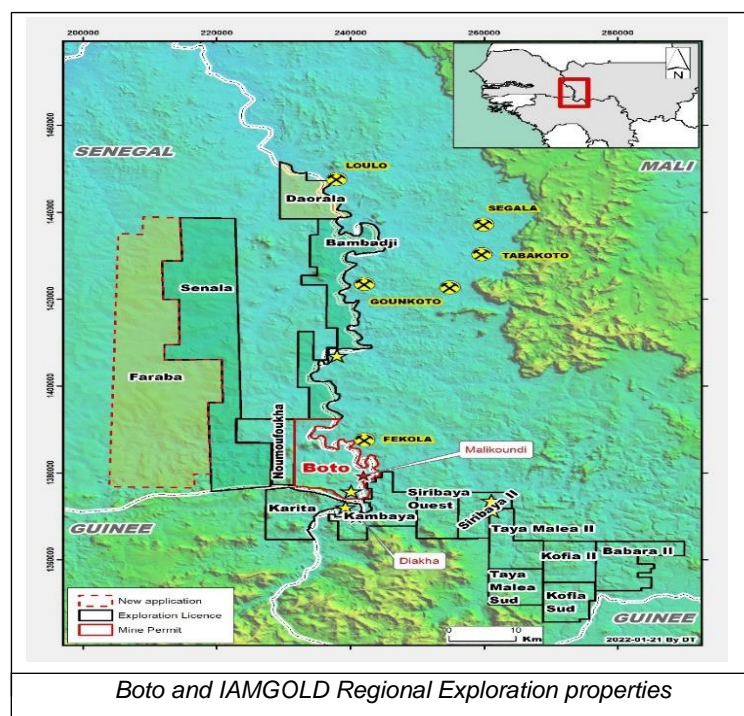 200000 220000 240000 260000 280000
N
1460000
SENEGAL
MALI
LOULO
Daorala
SEGALA
1440000
Bambadji
TABAKOTO
Senala
GOUNKOTO
1420000
Faraba
1400000
Noumoufoukha
FEKOLA
Malikoundi
Boto
1380000
Siribaya
Ouest
Siribaya II
GUINEE
Karita
Kambaya
Taya Malea II
Diakha
Kofia II
Babara II
1360000
Taya
Malea
Sud
Kofia
Sud
GUINEE
New application
Exploration Licence
Mine Permit
0 10
Km
2022-01-21 By DT
Boto and IAMGOLD Regional Exploration properties